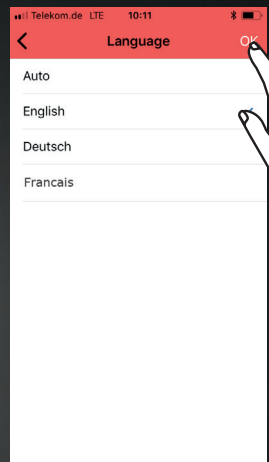 Telekom.de LTE 10:11
Language OK
Auto
English
Deutsch
Francais